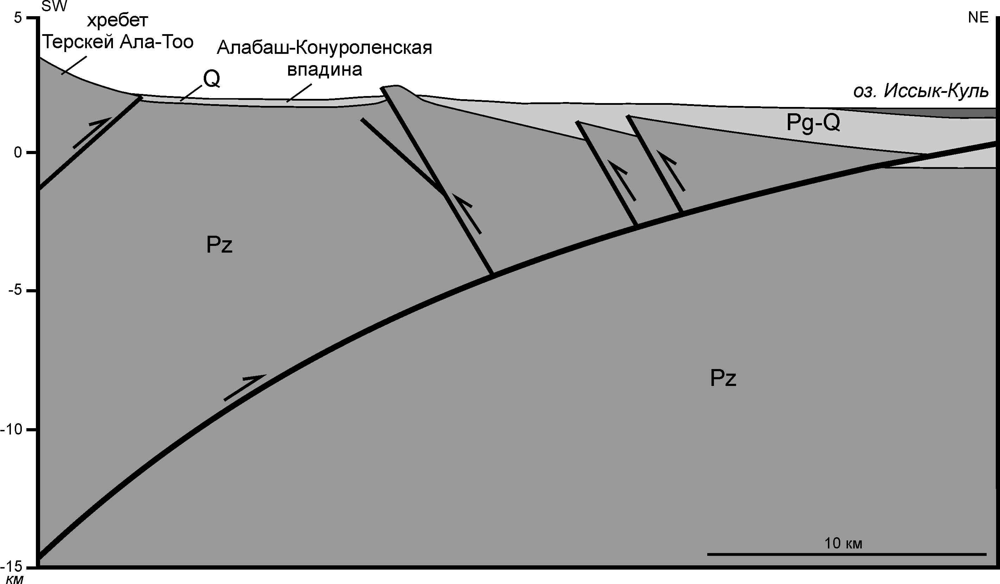 SW
NE
5
хребет
Терскей Ала-Тоо
Алабаш-Конуроленская
впадина
Q
оз. Иссык-Куль
Pg-Q
0
Pz
-5
Pz
-10
10 км
-15
км